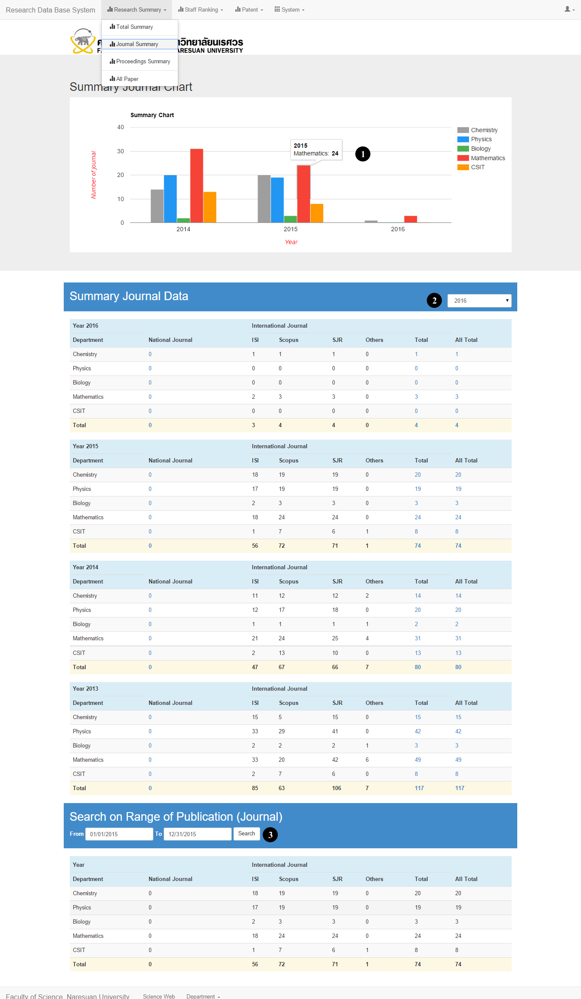 Research Data Base System Research Summary Staff Ranking Patent System
Total Summary
Journal Summary
Proceedings Summary
All Paper
าวิทยาลัยนเรศวร
ARESUAN UNIVERSITY
Summary Journal Chart
Summary Chart
40
30
20
10
0
Number of journal
2014 2015 2016
Year
2015
Mathematics: 24
1
Chemistry
Physics
Biology
Mathematics
CSIT
Summary Journal Data 2 2016
Year 2016 International Journal
Department National Journal ISI Scopus SJR Others Total All Total
Chemistry 0 1 1 1 0 1 1
Physics 0 0 0 0 0 0 0
Biology 0 0 0 0 0 0 0
Mathematics 0 2 3 3 0 3 3
CSIT 0 0 0 0 0 0 0
Total 0 3 4 4 0 4 4
Year 2015 International Journal
Department National Journal ISI Scopus SJR Others Total All Total
Chemistry 0 18 19 19 0 20 20
Physics 0 17 19 19 0 19 19
Biology 0 2 3 3 0 3 3
Mathematics 0 18 24 24 0 24 24
CSIT 0 1 7 6 1 8 8
Total 0 56 72 71 1 74 74
Year 2014 International Journal
Department National Journal ISI Scopus SJR Others Total All Total
Chemistry 0 11 12 12 2 14 14
Physics 0 12 17 18 0 20 20
Biology 0 1 1 1 1 2 2
Mathematics 0 21 24 25 4 31 31
CSIT 0 2 13 10 0 13 13
Total 0 47 67 66 7 80 80
Year 2013 International Journal
Department National Journal ISI Scopus SJR Others Total All Total
Chemistry 0 15 5 15 0 15 15
Physics 0 33 29 41 0 42 42
Biology 0 2 2 2 1 3 3
Mathematics 0 33 20 42 6 49 49
CSIT 0 2 7 6 0 8 8
Total 0 85 63 106 7 117 117
Search on Range of Publication (Journal)
From 01/01/2015 To 12/31/2015 Search 3
Year International Journal
Department National Journal ISI Scopus SJR Others Total All Total
Chemistry 0 18 19 19 0 20 20
Physics 0 17 19 19 0 19 19
Biology 0 2 3 3 0 3 3
Mathematics 0 18 24 24 0 24 24
CSIT 0 1 7 6 1 8 8
Total 0 56 72 71 1 74 74
Faculty of Science, Naresuan University Science Web Department